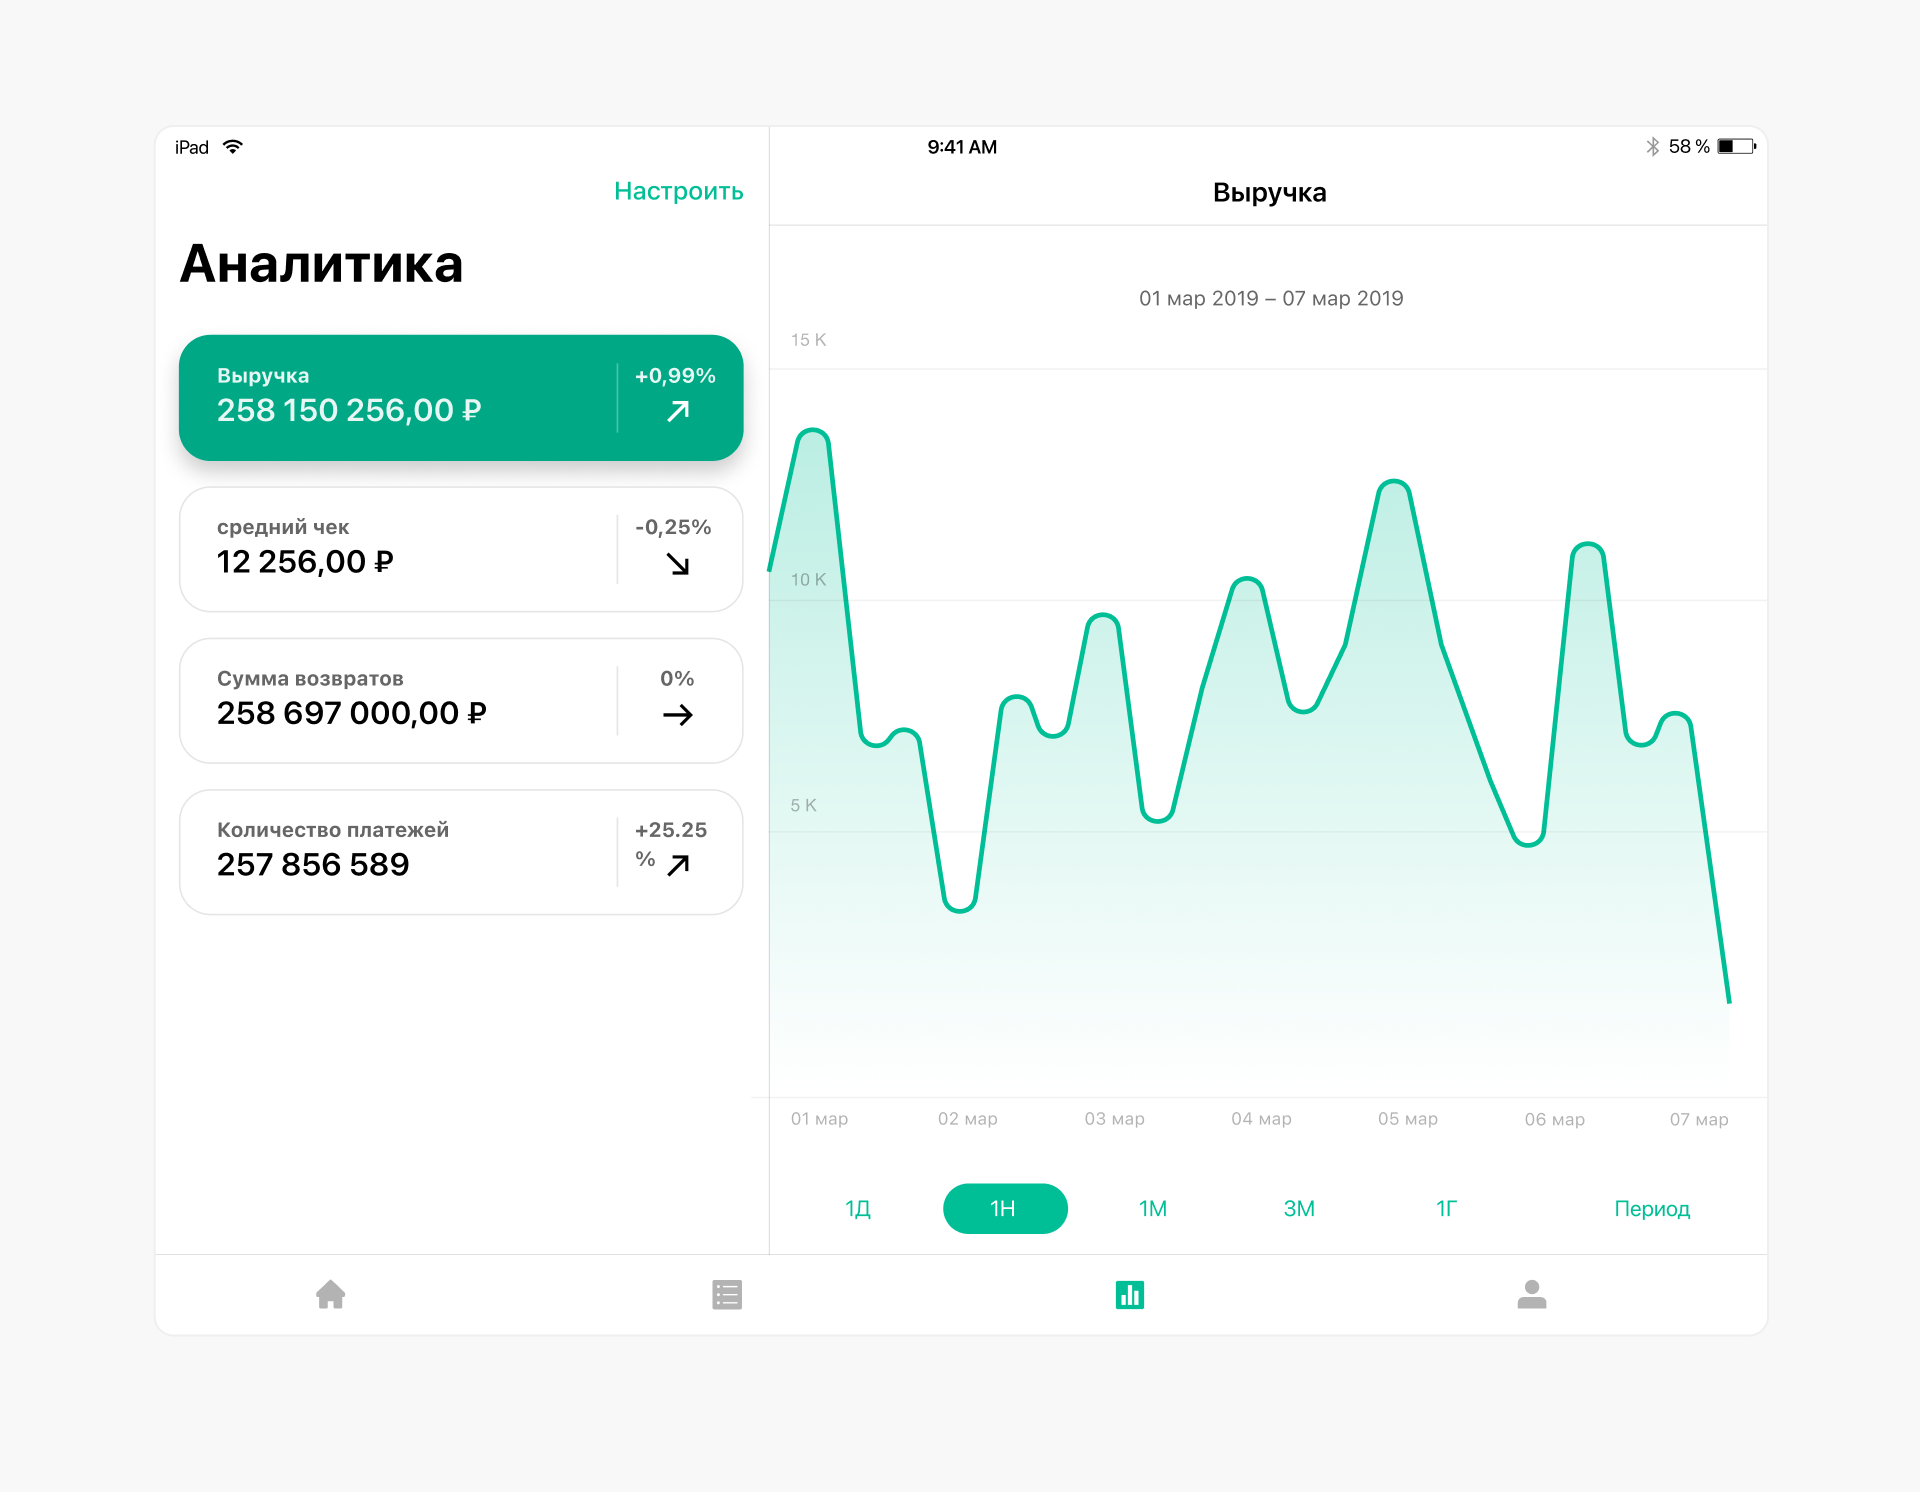 iPad
9:41 AM
58 %
Настроить
Аналитика
Выручка
258 150 256,00 ₽
+0,99%
средний чек
12 256,00 ₽
-0,25%
Сумма возвратов
258 697 000,00 ₽
0%
Количество платежей
257 856 589
+25.25
%
Выручка
01 мар 2019 – 07 мар 2019
15 K
10 K
5 K
01 мар 02 мар 03 мар 04 мар 05 мар 06 мар 07 мар
1Д 1Н 1М 3М 1Г Период